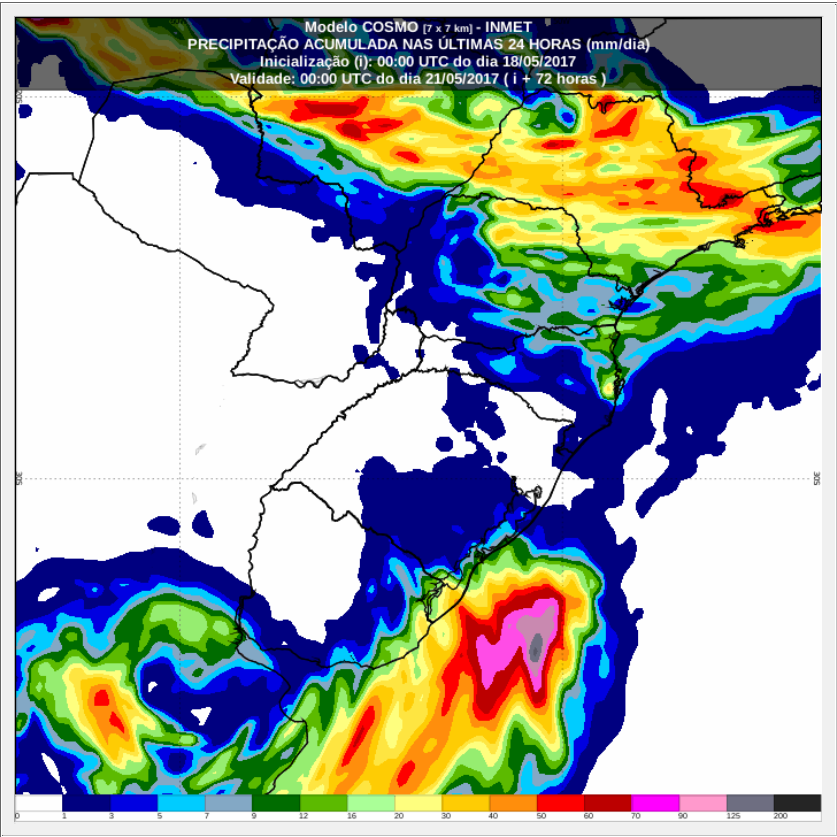 Modelo COSMO [7 x 7 km] - INMET
PRECIPITAÇÃO ACUMULADA NAS ÚLTIMAS 24 HORAS (mm/dia)
Inicialização (i): 00:00 UTC do dia 18/05/2017
Validade: 00:00 UTC do dia 21/05/2017 ( i + 72 horas )
30S 30S
0 1 3 5 7 9 12 16 20 30 40 50 60 70 90 125 200